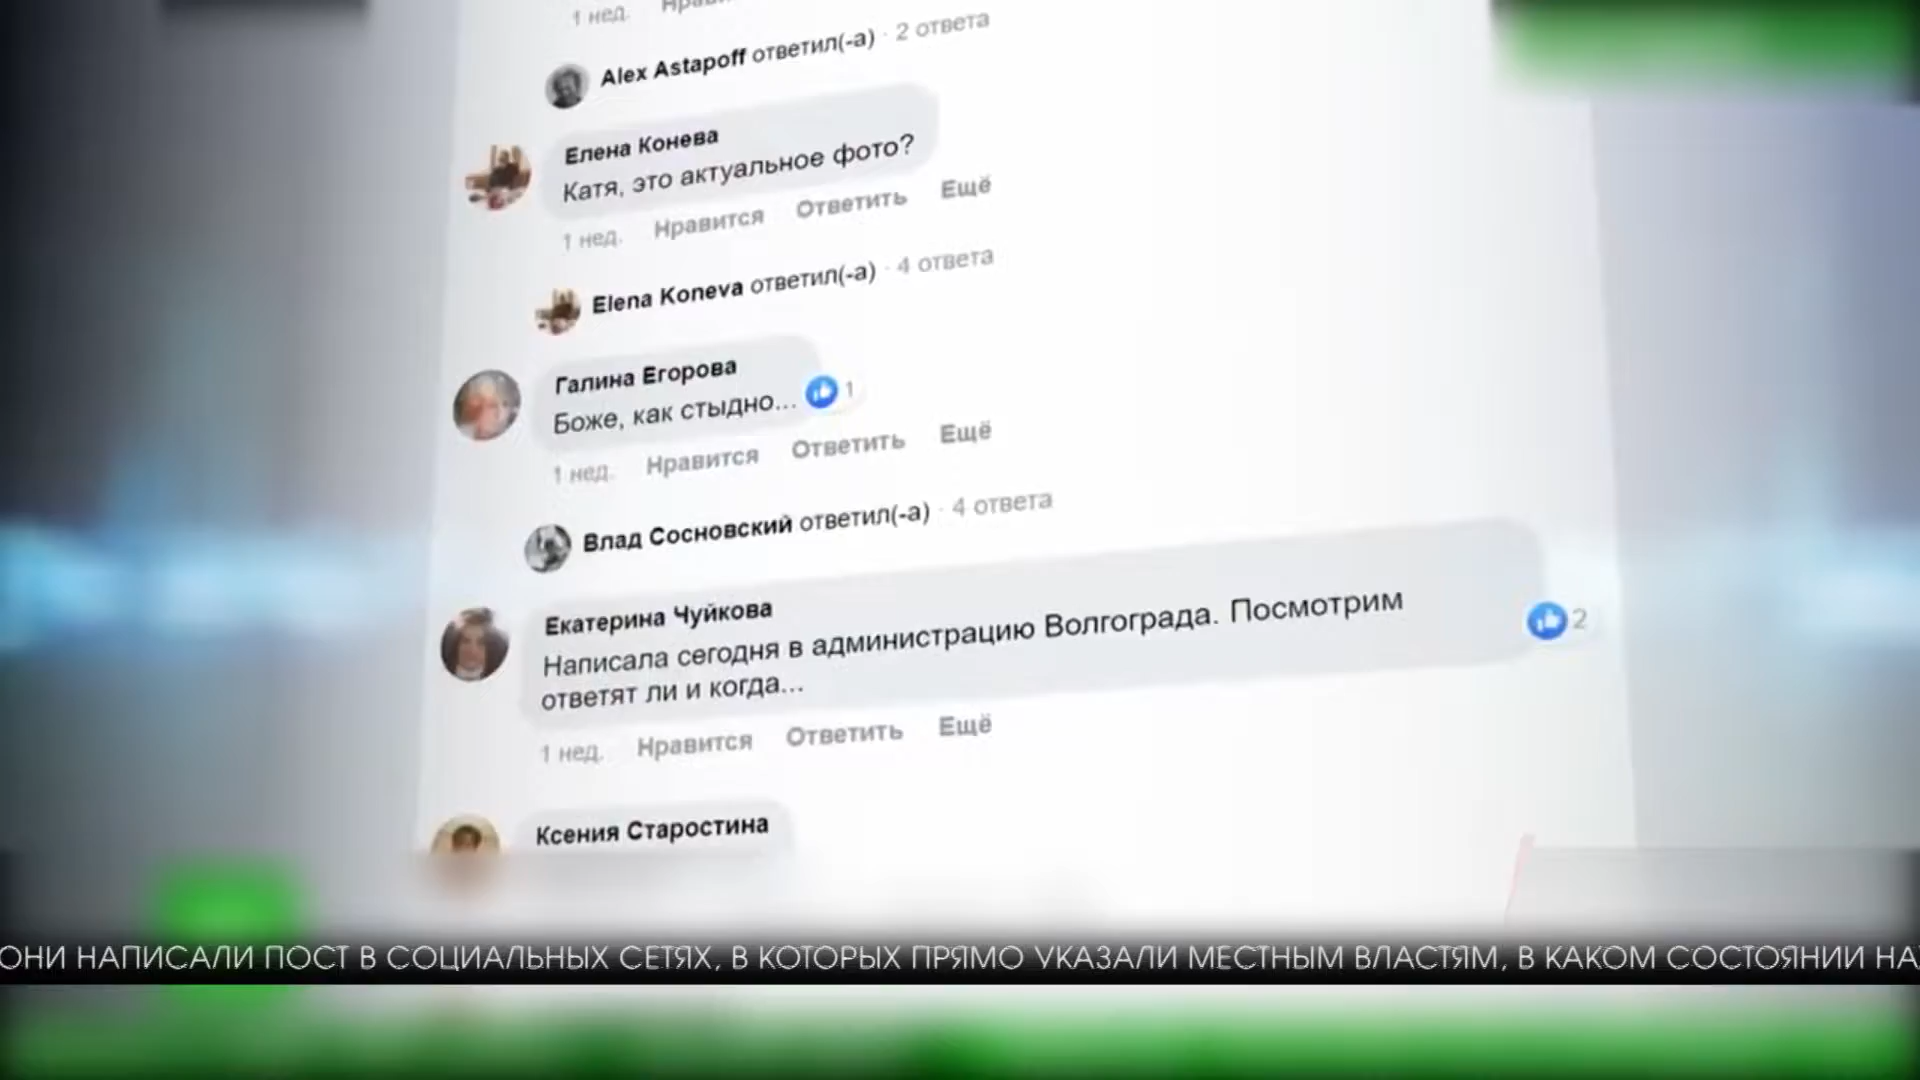 1 нед.
Alex Astapoff ответил(-а) · 2 ответа
Елена Конева
Катя, это актуальное фото?
1 нед. Нравится Ответить Ещё
Elena Koneva ответил(-а) · 4 ответа
Галина Егорова
Боже, как стыдно... 1
1 нед. Нравится Ответить Ещё
Влад Сосновский ответил(-а) · 4 ответа
Екатерина Чуйкова
Написала сегодня в администрацию Волгограда. Посмотрим
ответят ли и когда... 2
1 нед. Нравится Ответить Ещё
Ксения Старостина
ОНИ НАПИСАЛИ ПОСТ В СОЦИАЛЬНЫХ СЕТЯХ, В КОТОРЫХ ПРЯМО УКАЗАЛИ МЕСТНЫМ ВЛАСТЯМ, В КАКОМ СОСТОЯНИИ